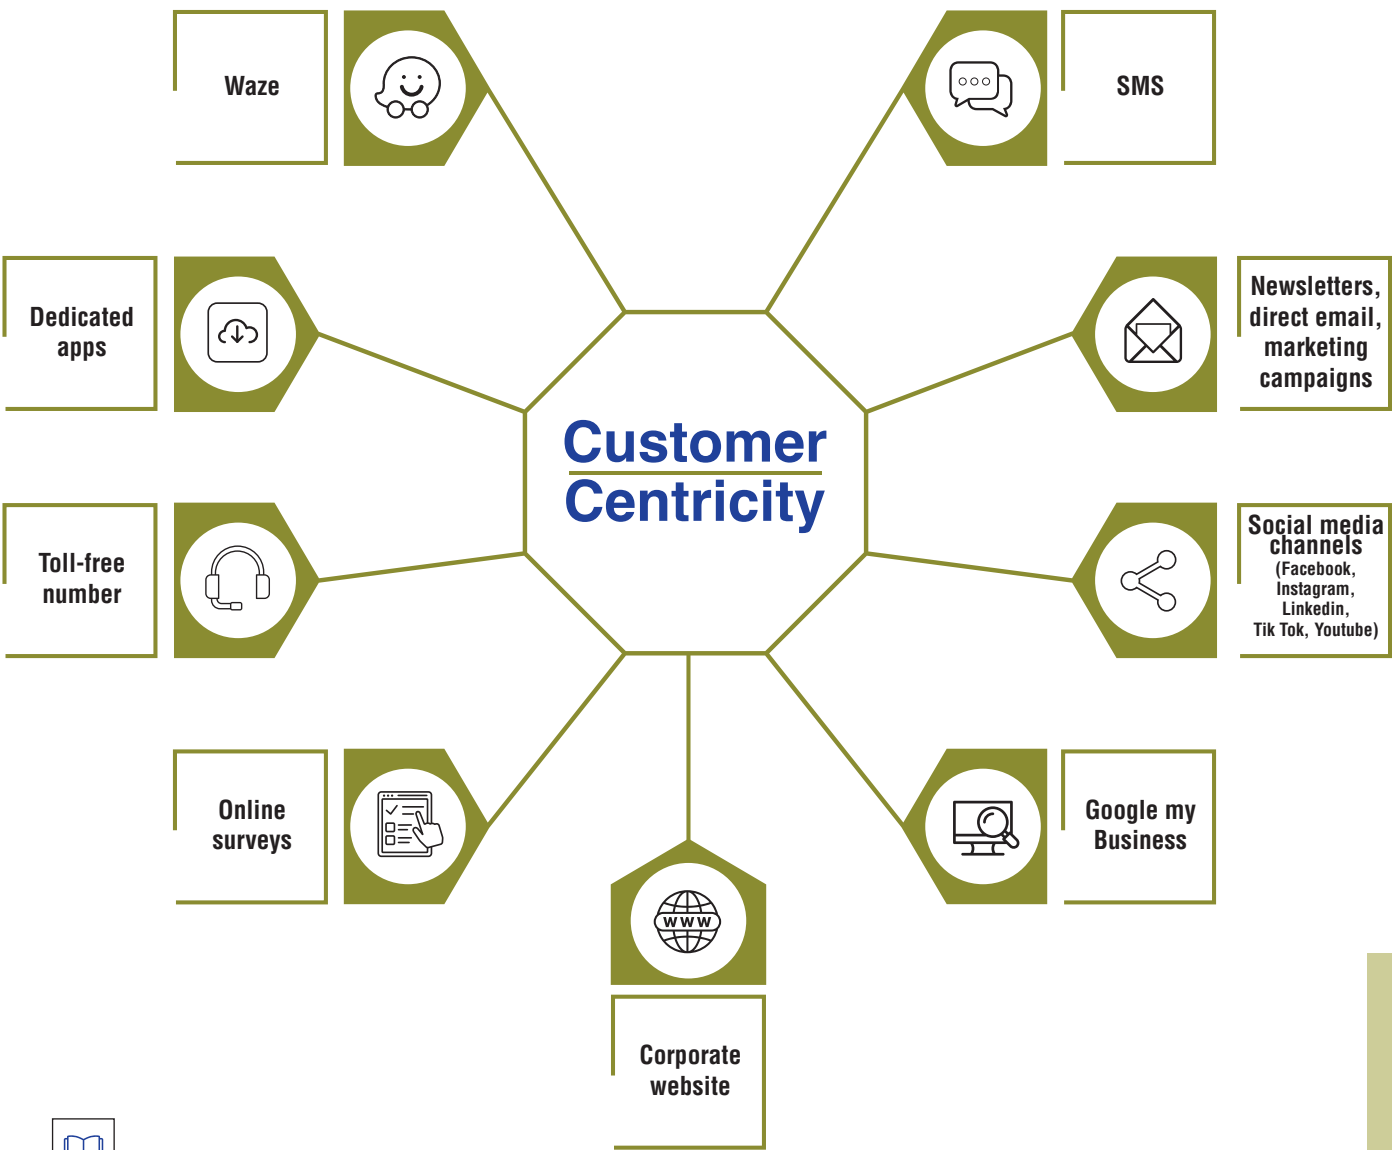 Waze
SMS
Dedicated
apps
Newsletters,
direct email,
marketing
campaigns
Customer
Centricity
Toll-free
number
Social media
channels
(Facebook,
Instagram,
Linkedin,
Tik Tok, Youtube)
Online
surveys
Google my
Business
WWW
Corporate
website